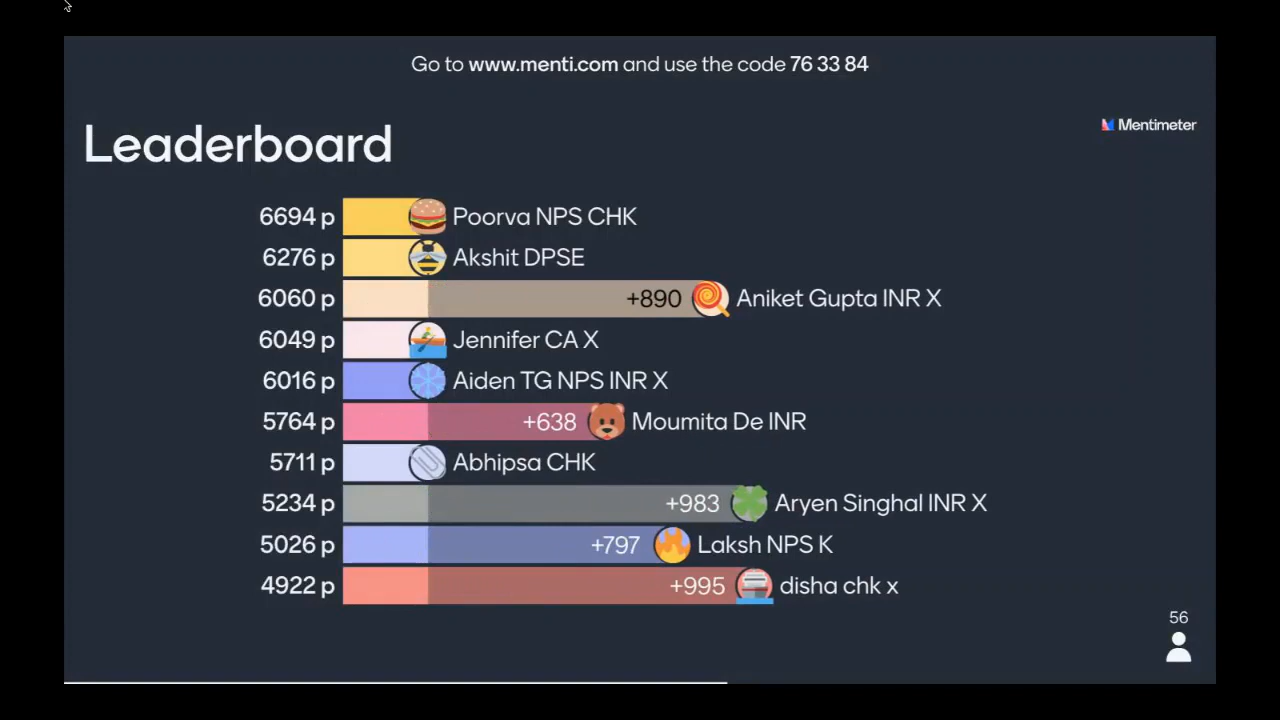 Go to www.menti.com and use the code 76 33 84
Mentimeter
Leaderboard
6694 p Poorva NPS CHK
6276 p Akshit DPSE
6060 p +890 Aniket Gupta INR X
6049 p Jennifer CA X
6016 p Aiden TG NPS INR X
5764 p +638 Moumita De INR
5711 p Abhipsa CHK
5234 p +983 Aryen Singhal INR X
5026 p +797 Laksh NPS K
4922 p +995 disha chk x
56